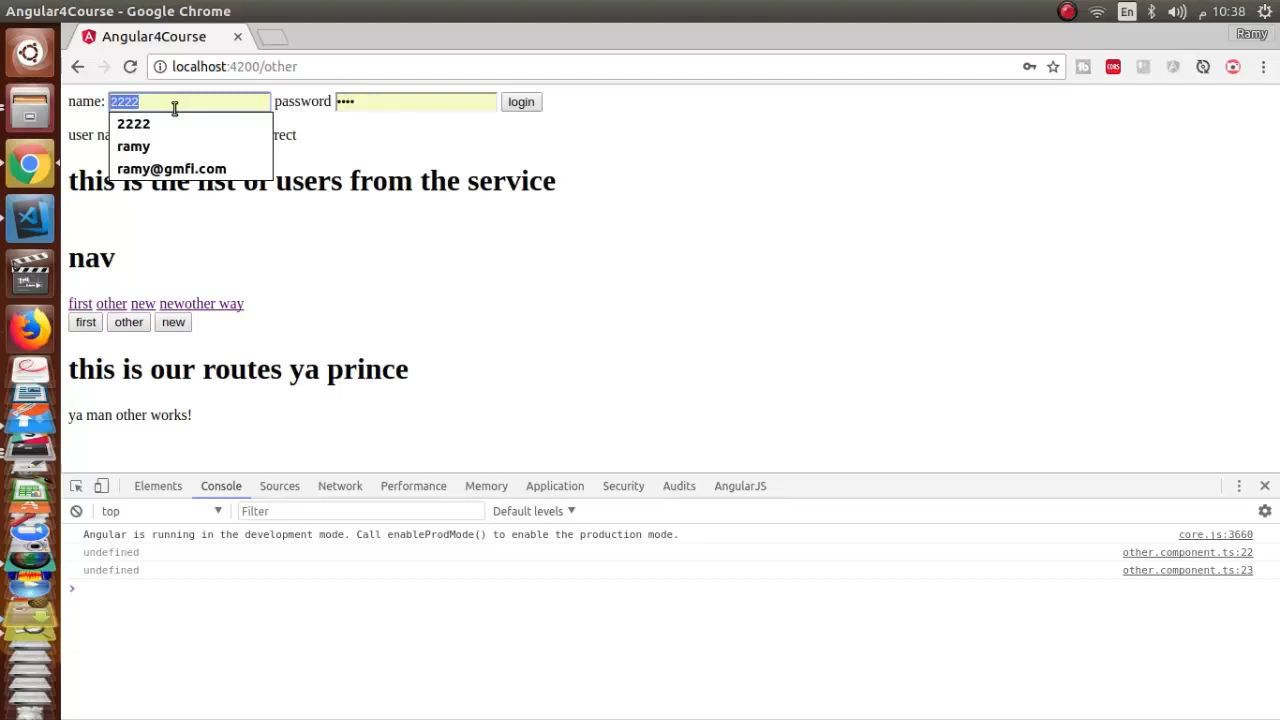 Angular4Course - Google Chrome
En
10:38 م
Angular4Course
Ramy
localhost:4200/other
CORS
name: 2222 password •••• login
2222
ramy
ramy@gmfl.com
user na rrect
this is the list of users from the service
nav
first other new newother way
first other new
this is our routes ya prince
ya man other works!
Elements Console Sources Network Performance Memory Application Security Audits AngularJS
top Filter Default levels
Angular is running in the development mode. Call enableProdMode() to enable the production mode. core.js:3660
undefined other.component.ts:22
undefined other.component.ts:23